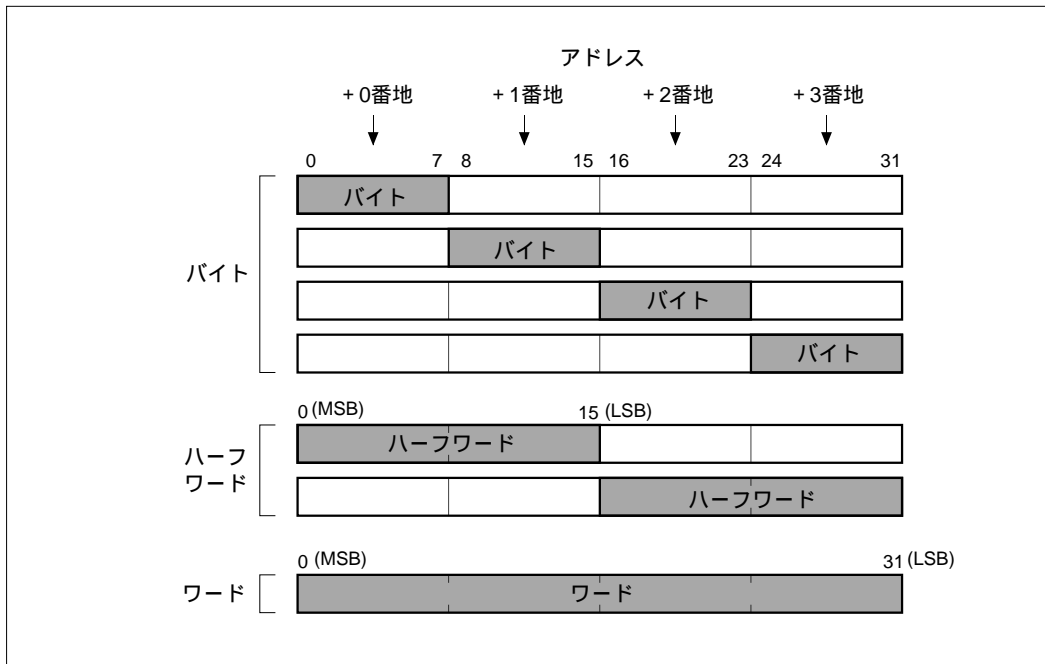 アドレス
+0番地 +1番地 +2番地 +3番地
0 7 8 15 16 23 24 31
バイト
バイト
バイト
バイト
バイト
0 (MSB) 15 (LSB)
ハーフワード
ハーフ
ワード
ハーフワード
0 (MSB) 31 (LSB)
ワード ワード